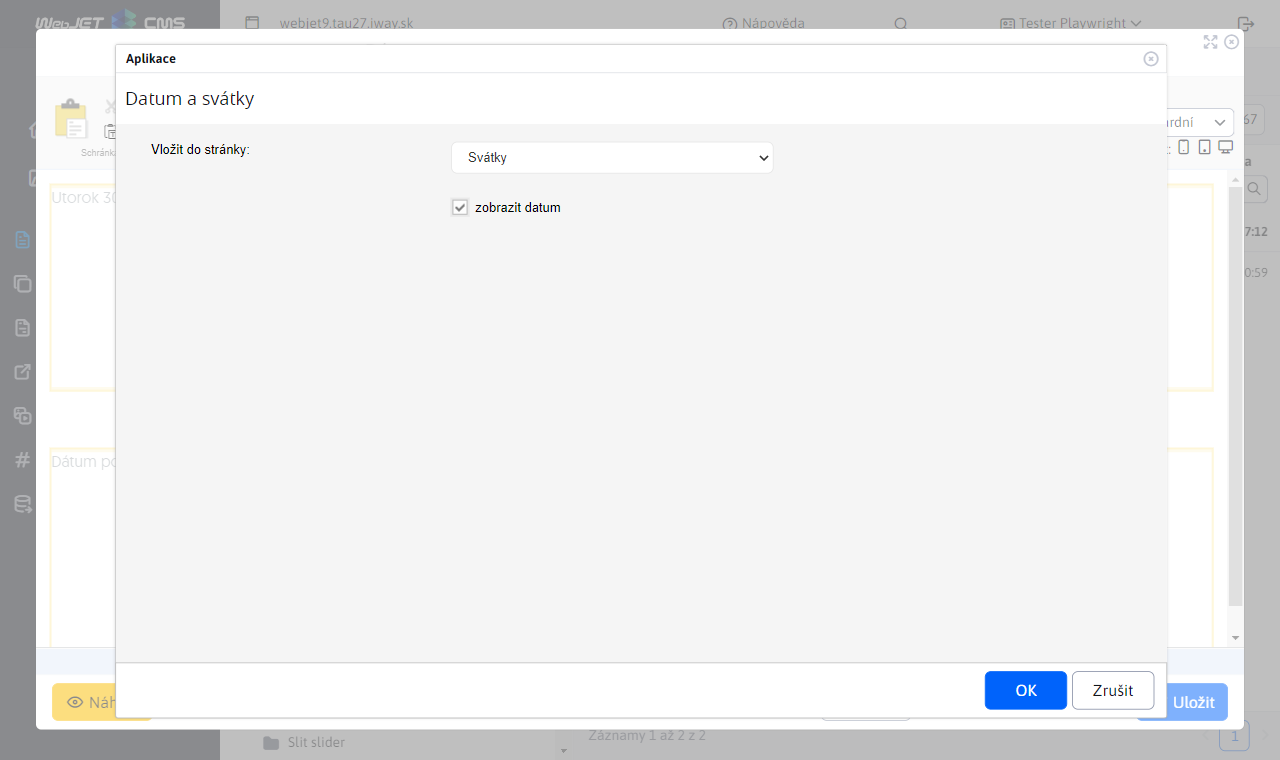 WebJET CMS
webjet9.tau27.iway.sk
Nápověda
Tester Playwright
Aplikace
Datum a svátky
Vložit do stránky:
Svátky
zobrazit datum
Schránka
rdní
67
Utorok 30
7:12
0:59
Dátum po
OK
Zrušit
Náh
Uložit
Slit slider
Záznamy 1 až 2 z 2
1